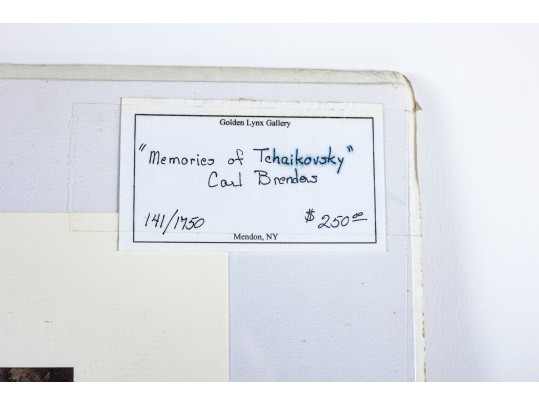 Golden Lynx Gallery
"Memories of Tchaikovsky"
Carl Brenders
141/1750 $250.00
Mendon, NY